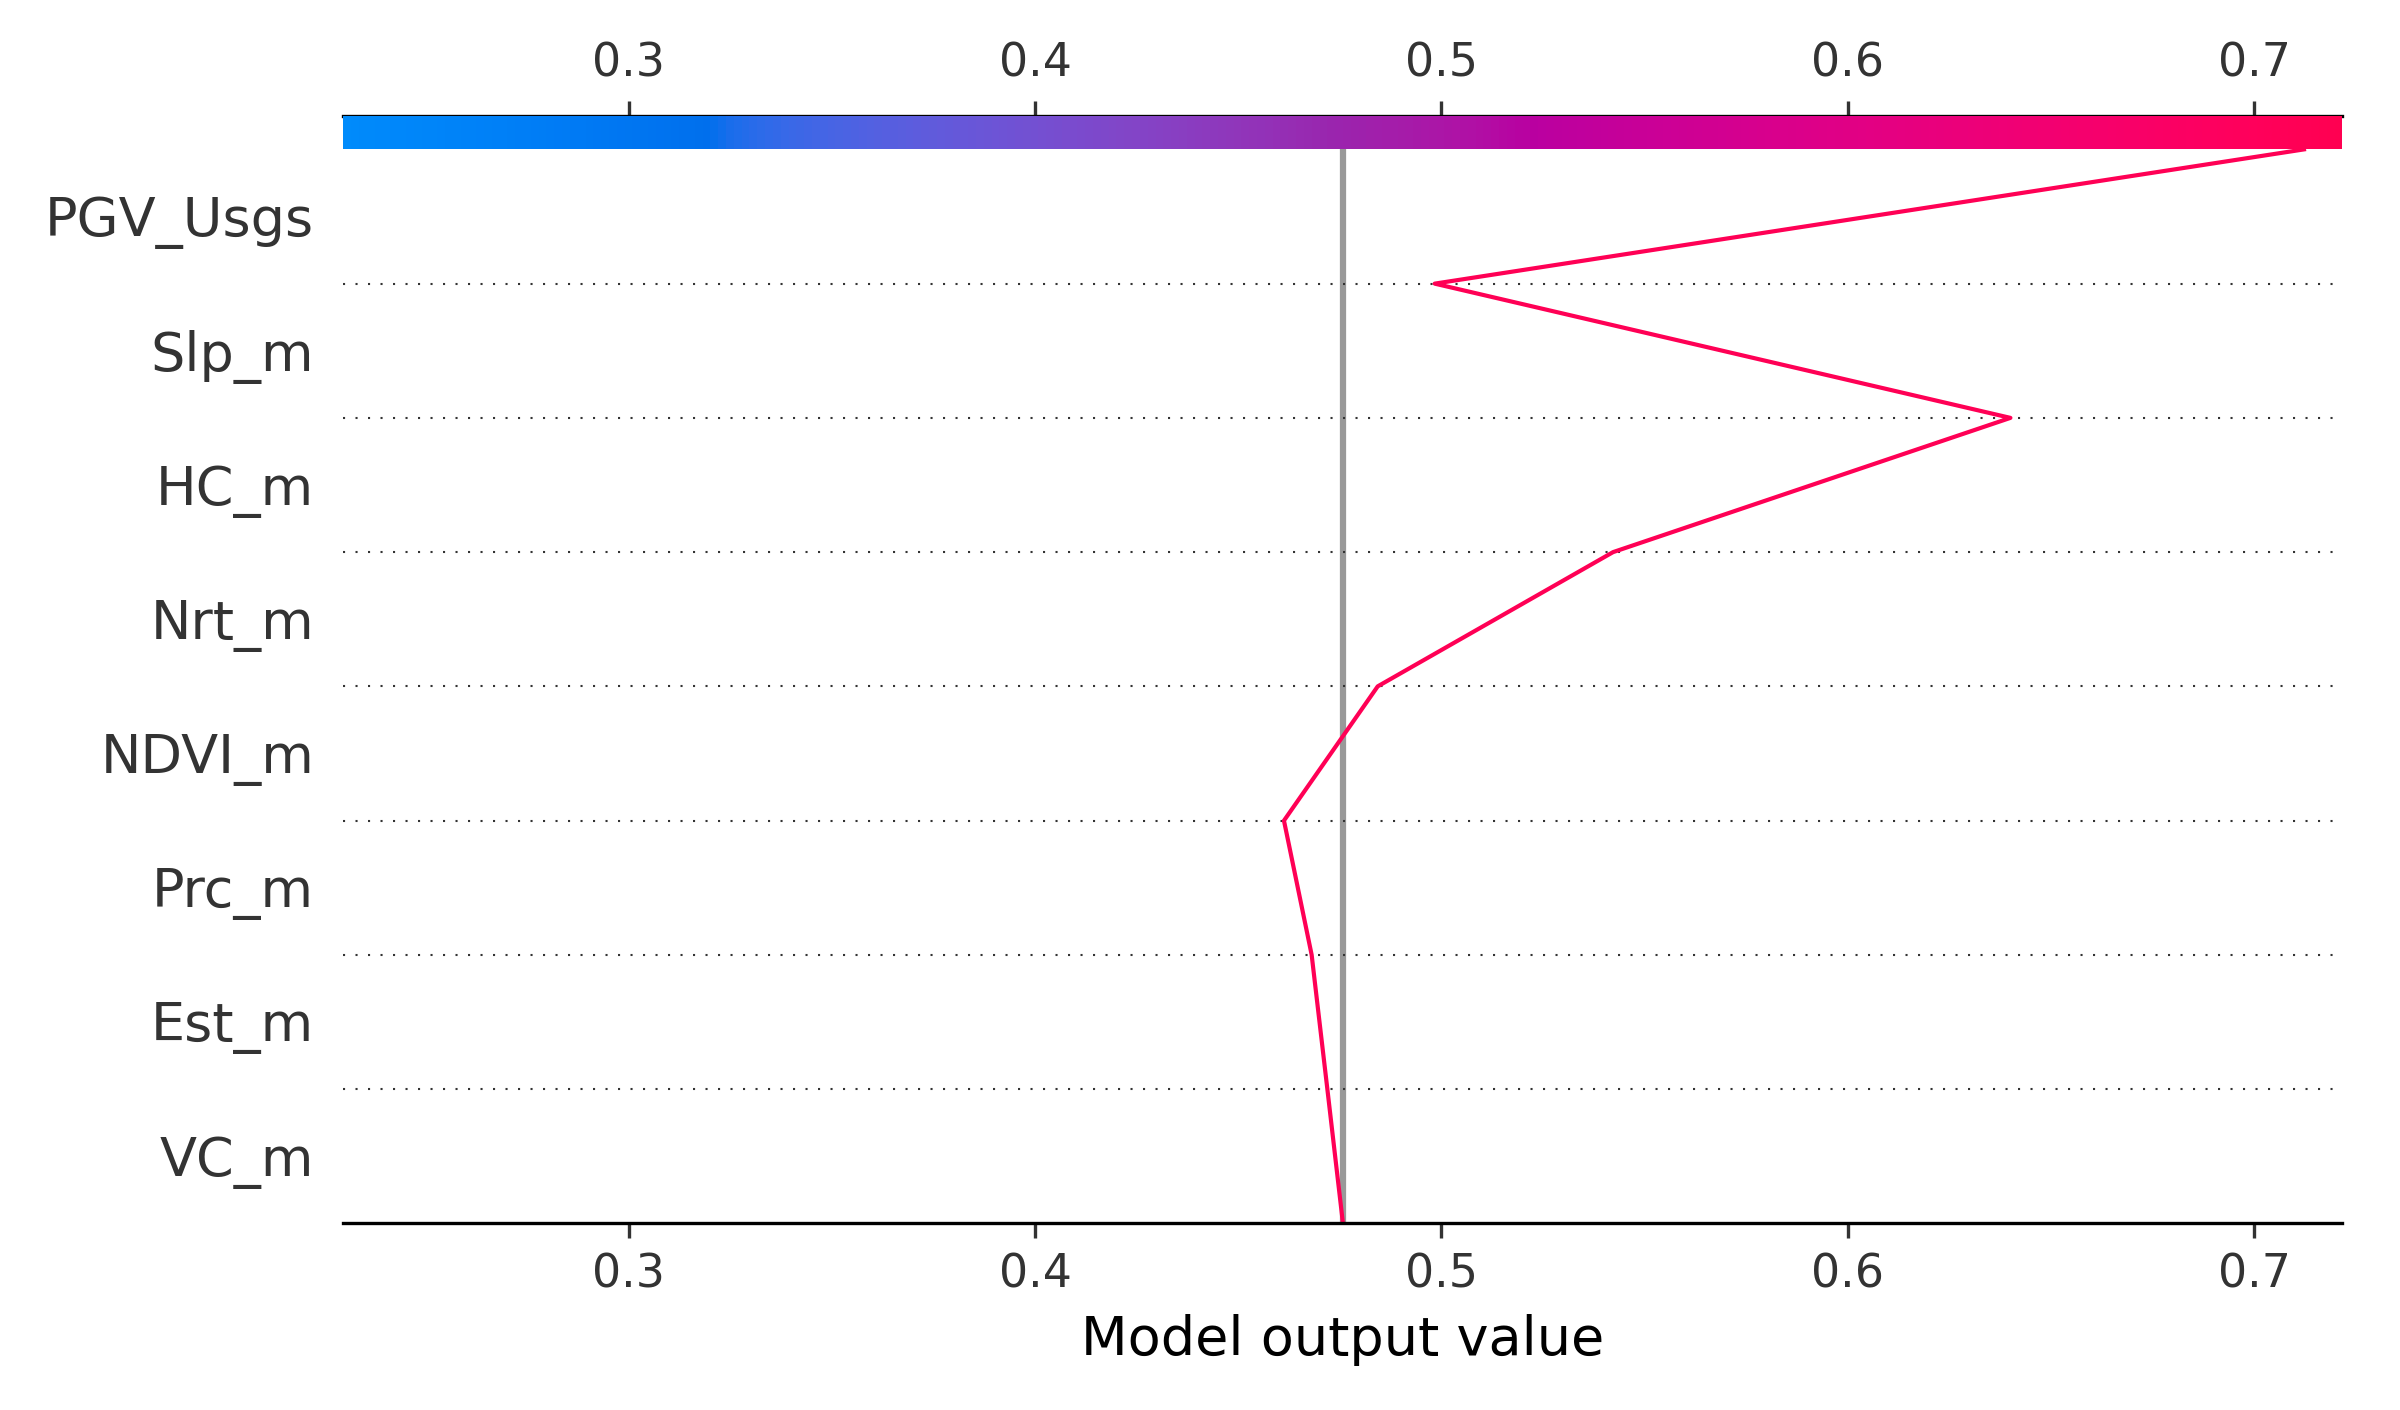 0.3 0.4 0.5 0.6 0.7
PGV_Usgs
Slp_m
HC_m
Nrt_m
NDVI_m
Prc_m
Est_m
VC_m
0.3 0.4 0.5 0.6 0.7
Model output value